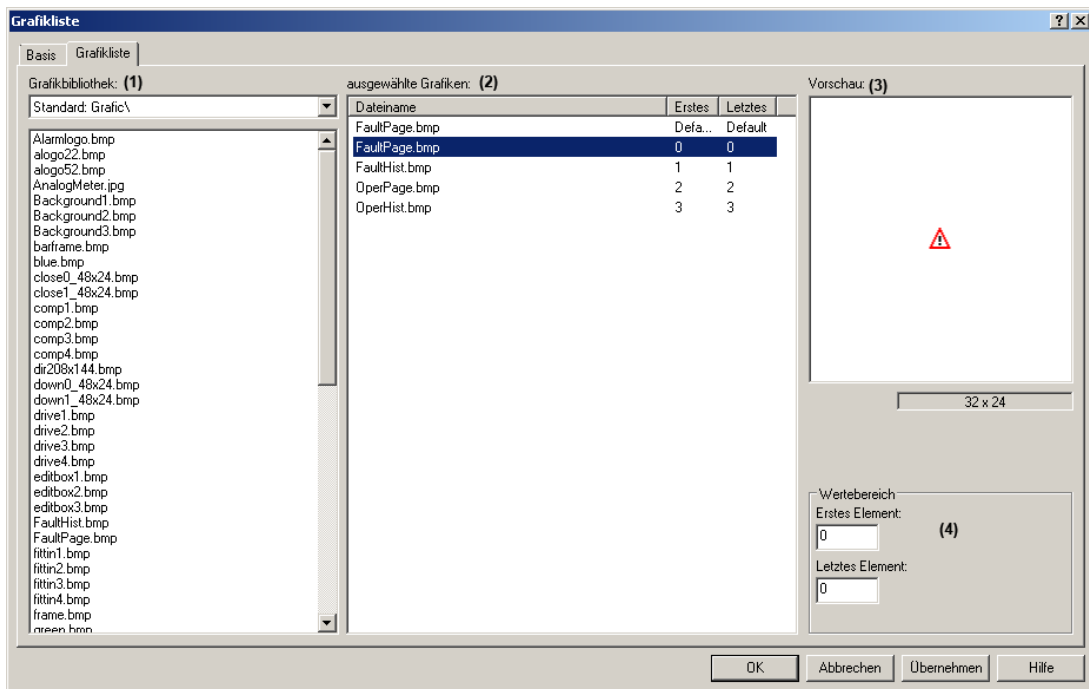 Grafikliste
Basis
Grafikliste
Grafikbibliothek: (1)
Standard: Grafic\
Alarmlogo.bmp
alogo22.bmp
alogo52.bmp
AnalogMeter.jpg
Background1.bmp
Background2.bmp
Background3.bmp
barframe.bmp
blue.bmp
close0_48x24.bmp
close1_48x24.bmp
comp1.bmp
comp2.bmp
comp3.bmp
comp4.bmp
dir208x144.bmp
down0_48x24.bmp
down1_48x24.bmp
drive1.bmp
drive2.bmp
drive3.bmp
drive4.bmp
editbox1.bmp
editbox2.bmp
editbox3.bmp
FaultHist.bmp
FaultPage.bmp
fittin1.bmp
fittin2.bmp
fittin3.bmp
fittin4.bmp
frame.bmp
green.bmp
ausgewählte Grafiken: (2)
Dateiname Erstes Letztes
FaultPage.bmp Defa... Default
FaultPage.bmp 0 0
FaultHist.bmp 1 1
OperPage.bmp 2 2
OperHist.bmp 3 3
Vorschau: (3)
32 x 24
Wertebereich
Erstes Element:
0
(4)
Letztes Element:
0
OK Abbrechen Übernehmen Hilfe